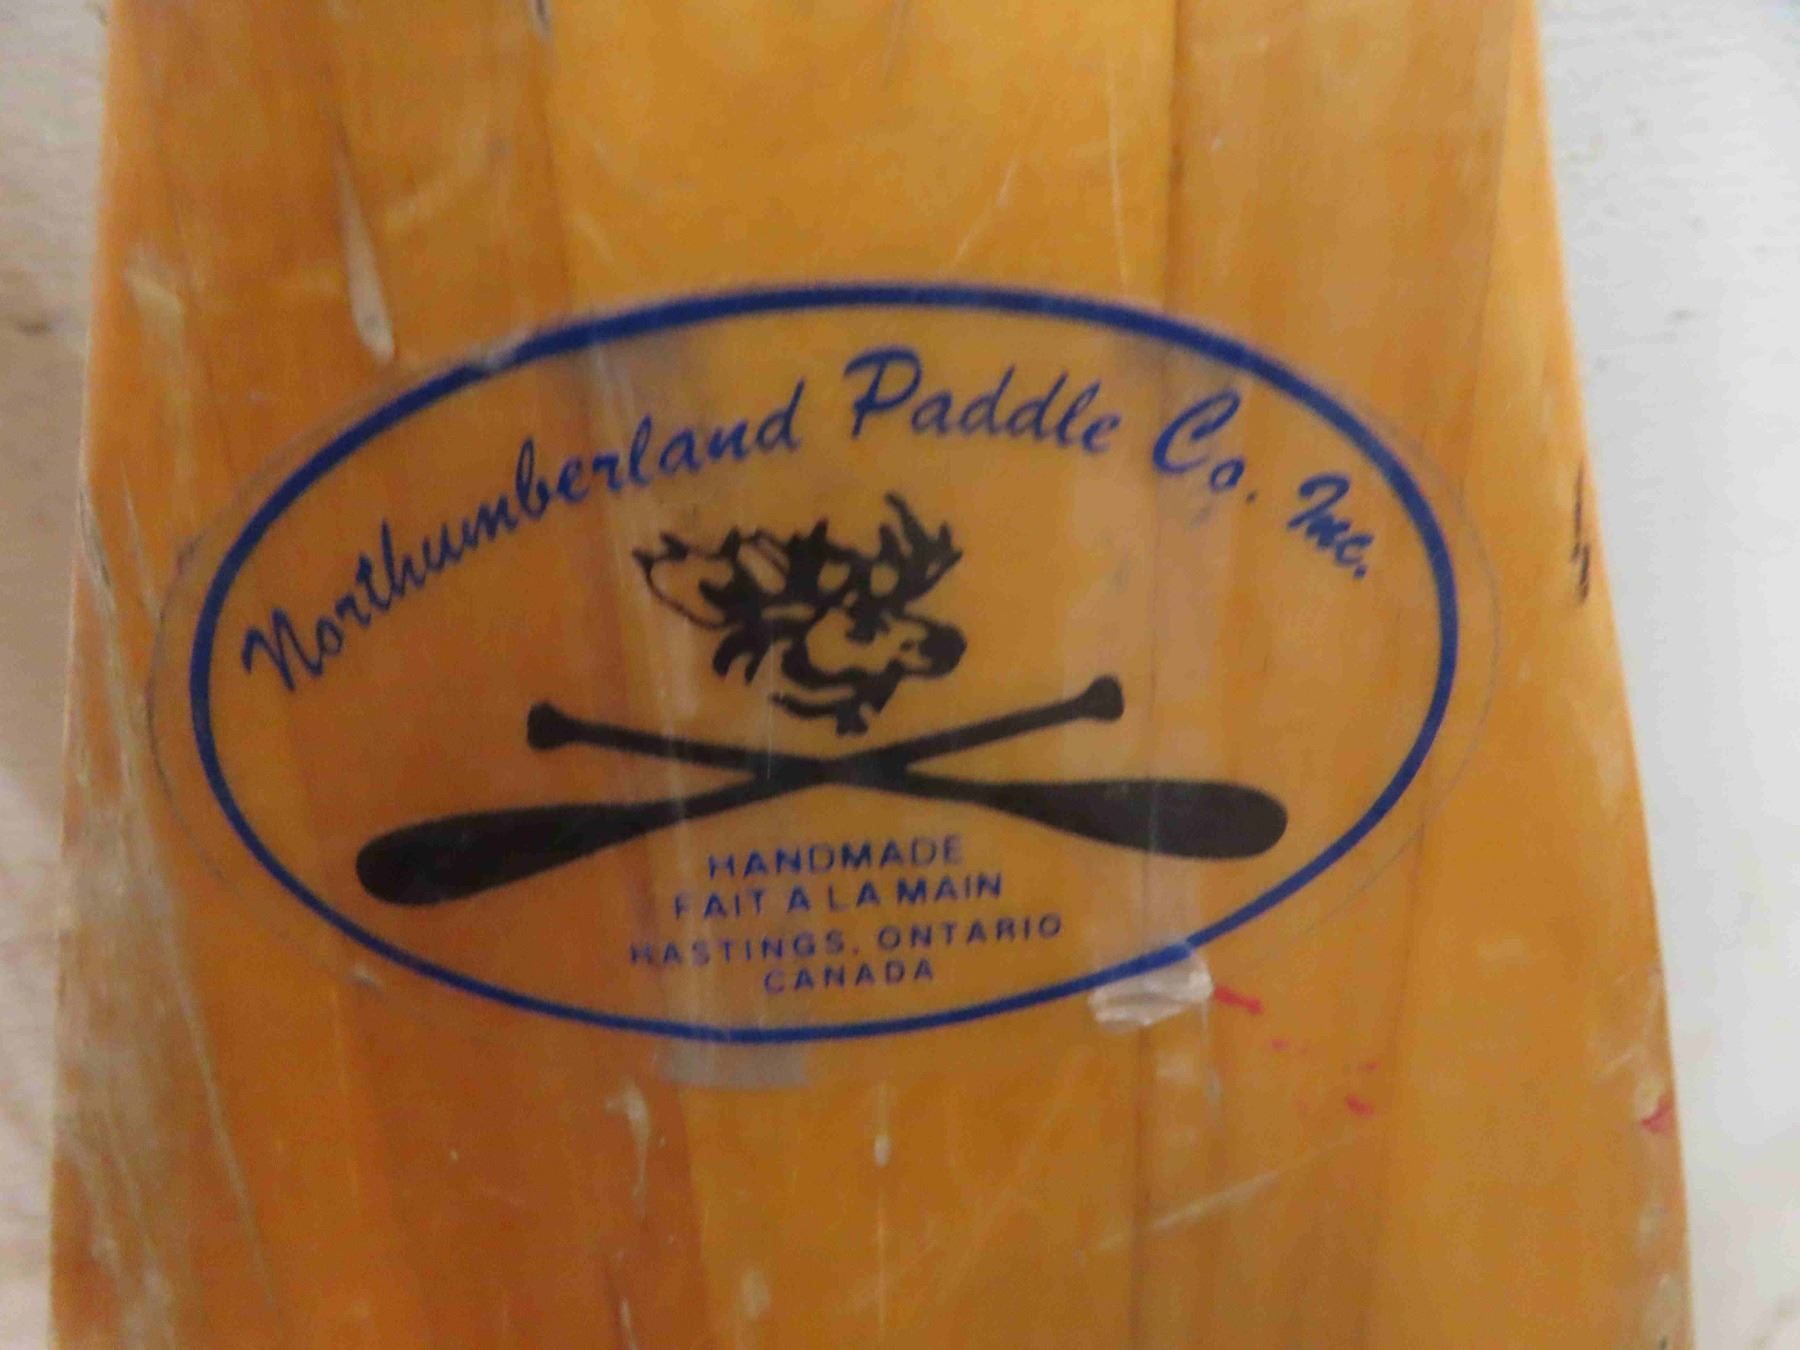 Northumberland Paddle Co. Inc.
HANDMADE
FAIT A LA MAIN
HASTINGS, ONTARIO
CANADA